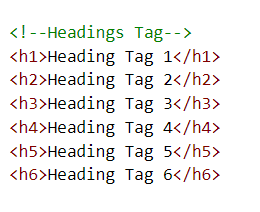 <!--Headings Tag-->
<h1>Heading Tag 1</h1>
<h2>Heading Tag 2</h2>
<h3>Heading Tag 3</h3>
<h4>Heading Tag 4</h4>
<h5>Heading Tag 5</h5>
<h6>Heading Tag 6</h6>